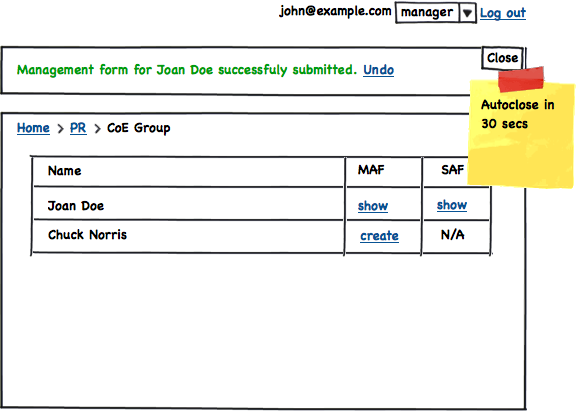 john@example.com manager Log out
Close
Management form for Joan Doe successfuly submitted. Undo
Autoclose in
30 secs
Home > PR > CoE Group
Name MAF SAF
Joan Doe show show
Chuck Norris create N/A